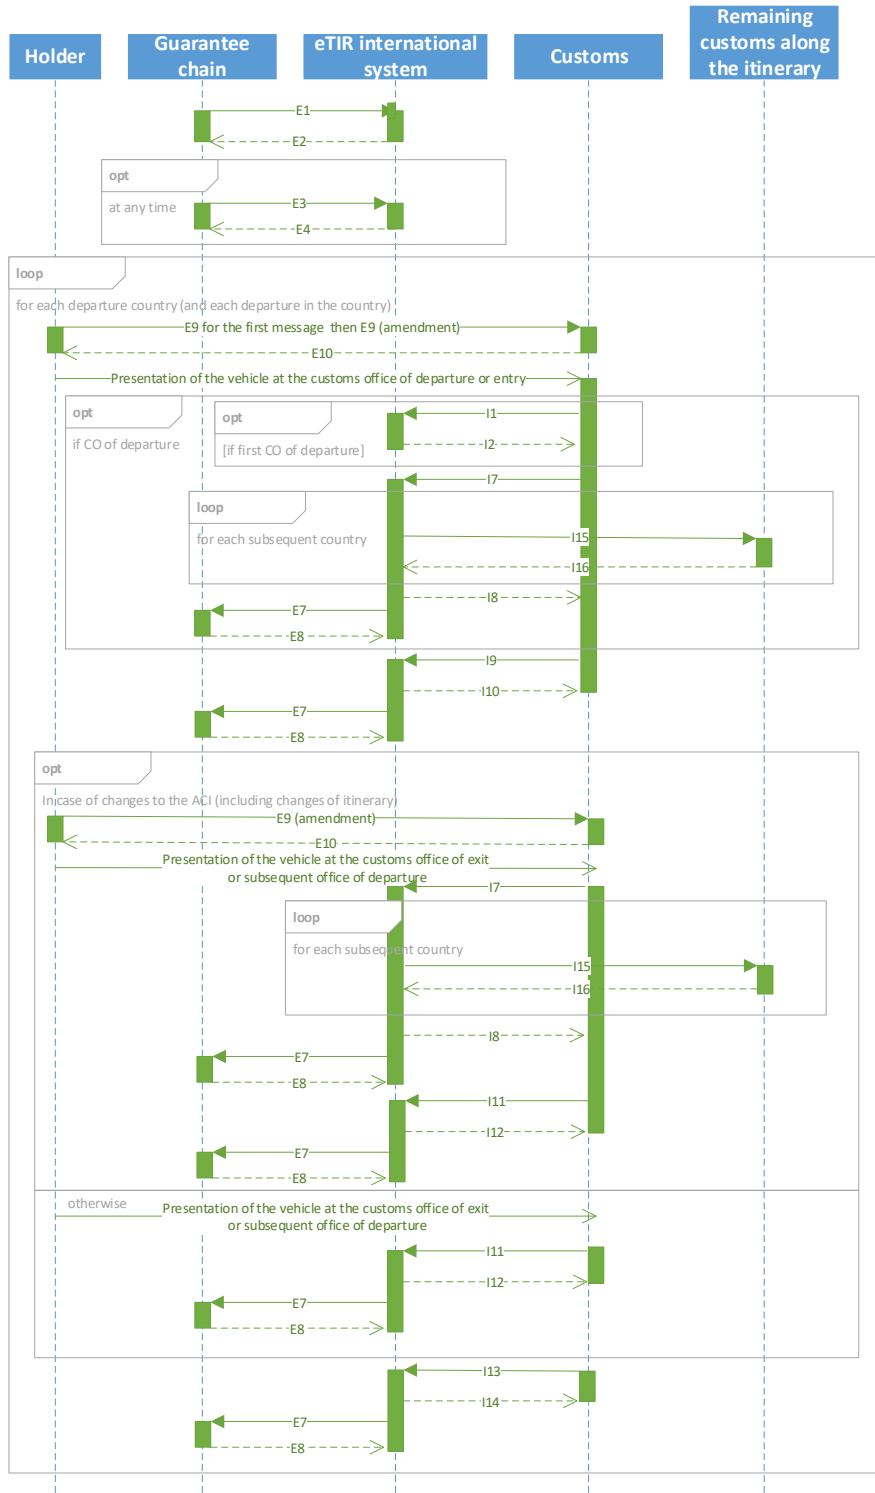 Holder
Guarantee
chain
eTIR international
system
Customs
Remaining
customs along
the itinerary
E1
E2
opt
at any time
E3
E4
loop
for each departure country (and each departure in the country)
E9 for the first message then E9 (amendment)
E10
Presentation of the vehicle at the customs office of departure or entry
opt
if CO of departure
opt
[if first CO of departure]
I1
I2
I7
loop
for each subsequent country
I15
I16
I8
E7
E8
I9
I10
E7
E8
opt
In case of changes to the ACI (including changes of itinerary)
E9 (amendment)
E10
Presentation of the vehicle at the customs office of exit
or subsequent office of departure
I7
loop
for each subsequent country
I15
I16
I8
E7
E8
I11
I12
E7
E8
otherwise
Presentation of the vehicle at the customs office of exit
or subsequent office of departure
I11
I12
E7
E8
I13
I14
E7
E8